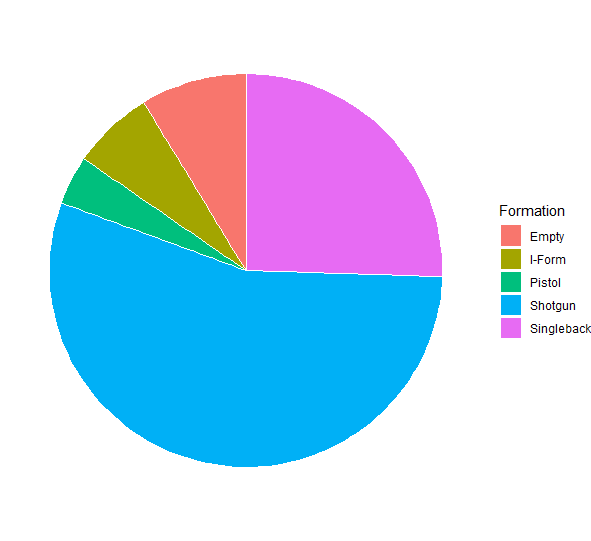 Formation
Empty
I-Form
Pistol
Shotgun
Singleback